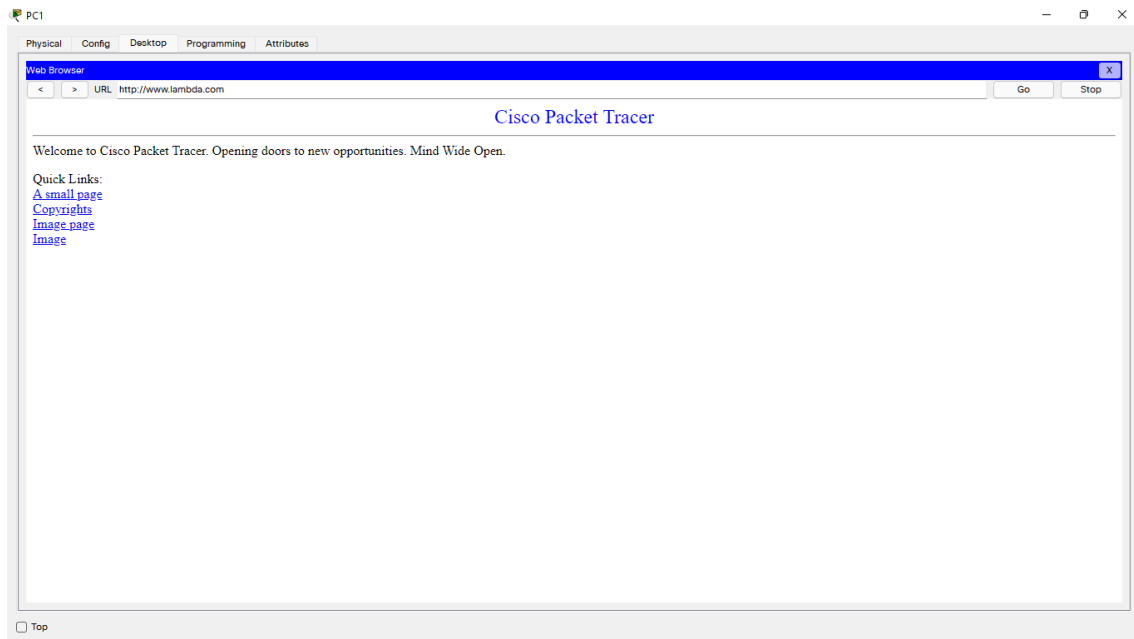 PC1
Physical Config Desktop Programming Attributes
Web Browser X
< > URL http://www.lambda.com Go Stop
Cisco Packet Tracer
Welcome to Cisco Packet Tracer. Opening doors to new opportunities. Mind Wide Open.
Quick Links:
A small page
Copyrights
Image page
Image
Top